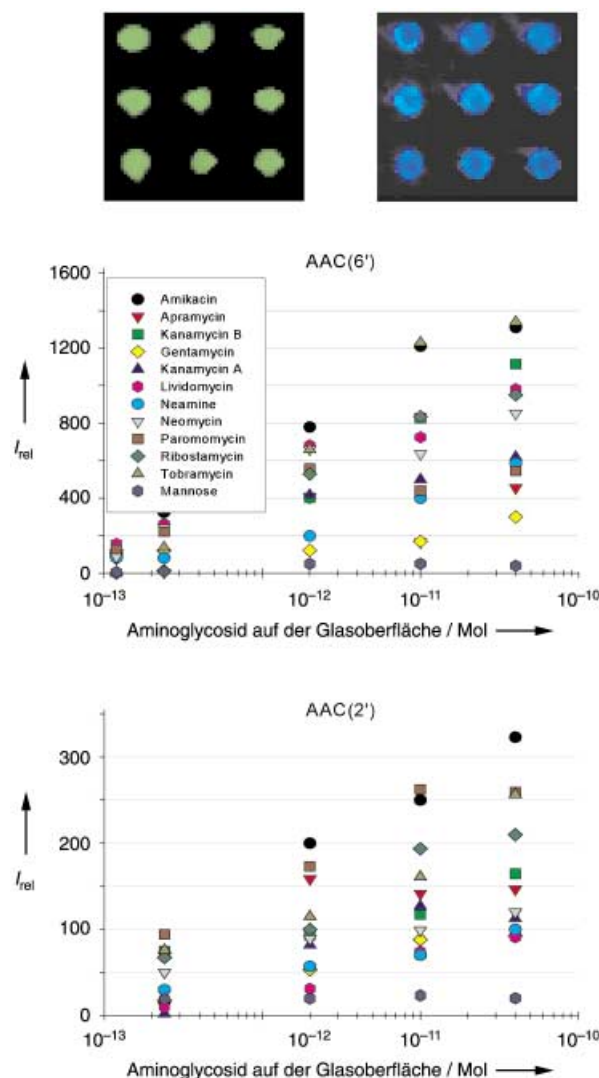 AAC(6')
1600
1200
800
400
0
I rel
Amikacin
Apramycin
Kanamycin B
Gentamycin
Kanamycin A
Lividomycin
Neamine
Neomycin
Paromomycin
Ribostamycin
Tobramycin
Mannose
10⁻¹³ 10⁻¹² 10⁻¹¹ 10⁻¹⁰
Aminoglycosid auf der Glasoberfläche / Mol
AAC(2')
300
200
100
0
I rel
10⁻¹³ 10⁻¹² 10⁻¹¹ 10⁻¹⁰
Aminoglycosid auf der Glasoberfläche / Mol